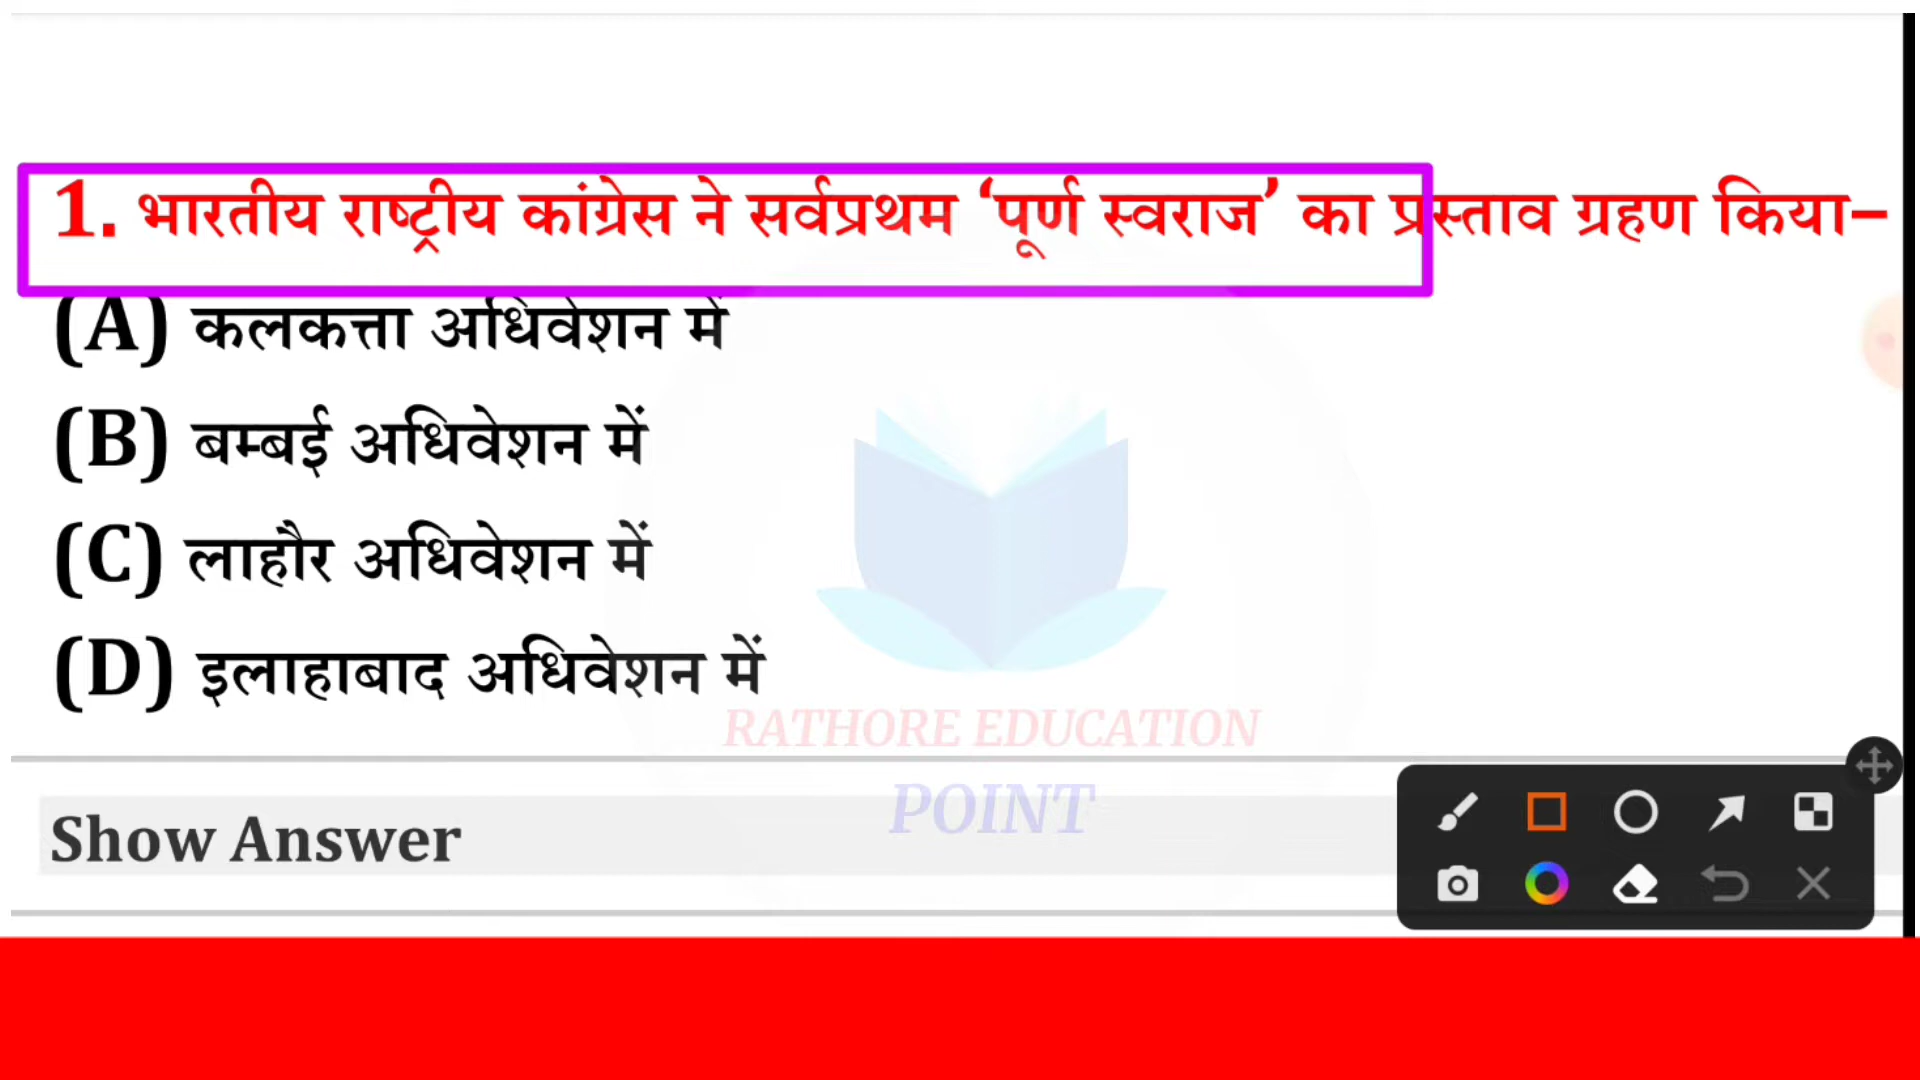 1. भारतीय राष्ट्रीय कांग्रेस ने सर्वप्रथम ‘पूर्ण स्वराज’ का प्रस्ताव ग्रहण किया–
(A) कलकत्ता अधिवेशन में
(B) बम्बई अधिवेशन में
(C) लाहौर अधिवेशन में
(D) इलाहाबाद अधिवेशन में
RATHORE EDUCATION
POINT
Show Answer